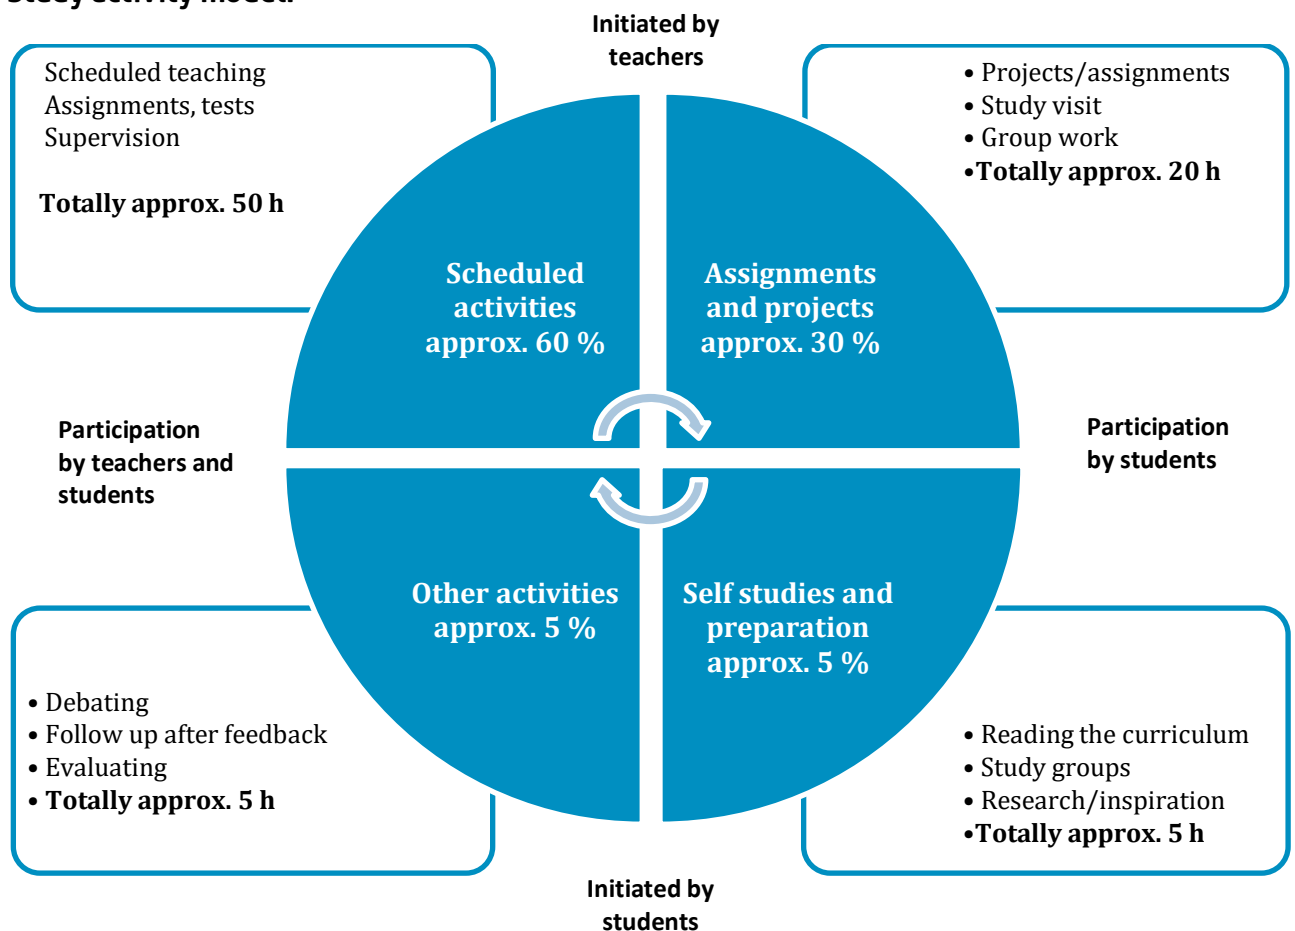 Study activity model:
Initiated by
teachers
Scheduled teaching
Assignments, tests
Supervision
Totally approx. 50 h
• Projects/assignments
• Study visit
• Group work
•Totally approx. 20 h
Scheduled
activities
approx. 60 %
Assignments
and projects
approx. 30 %
Participation
by teachers and
students
Participation
by students
Other activities
approx. 5 %
Self studies and
preparation
approx. 5 %
• Debating
• Follow up after feedback
• Evaluating
• Totally approx. 5 h
• Reading the curriculum
• Study groups
• Research/inspiration
•Totally approx. 5 h
Initiated by
students